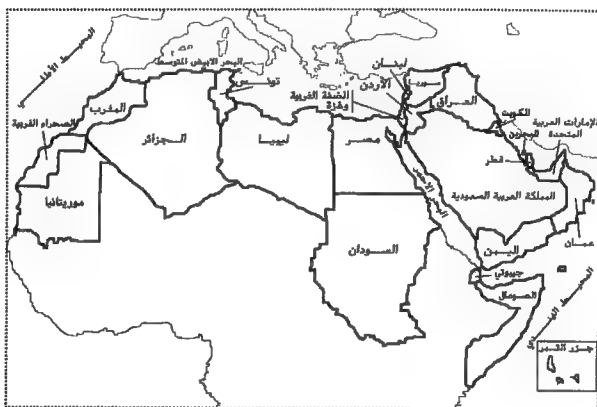 المحيط الأطلسي
البحر الابيض المتوسط
تونس
لبنان
سوريا
الأردن
الضفة الغربية
وغزة
العراق
الكويت
الإمارات العربية
المتحدة
البحرين
قطر
المغرب
الصحراء الغربية
الجزائر
ليبيا
مصر
المملكة العربية السعودية
البحر الاحمر
موريتانيا
السودان
اليمن
عمان
جيبوتي
الصومال
المحيط الهندي
جزر القمر